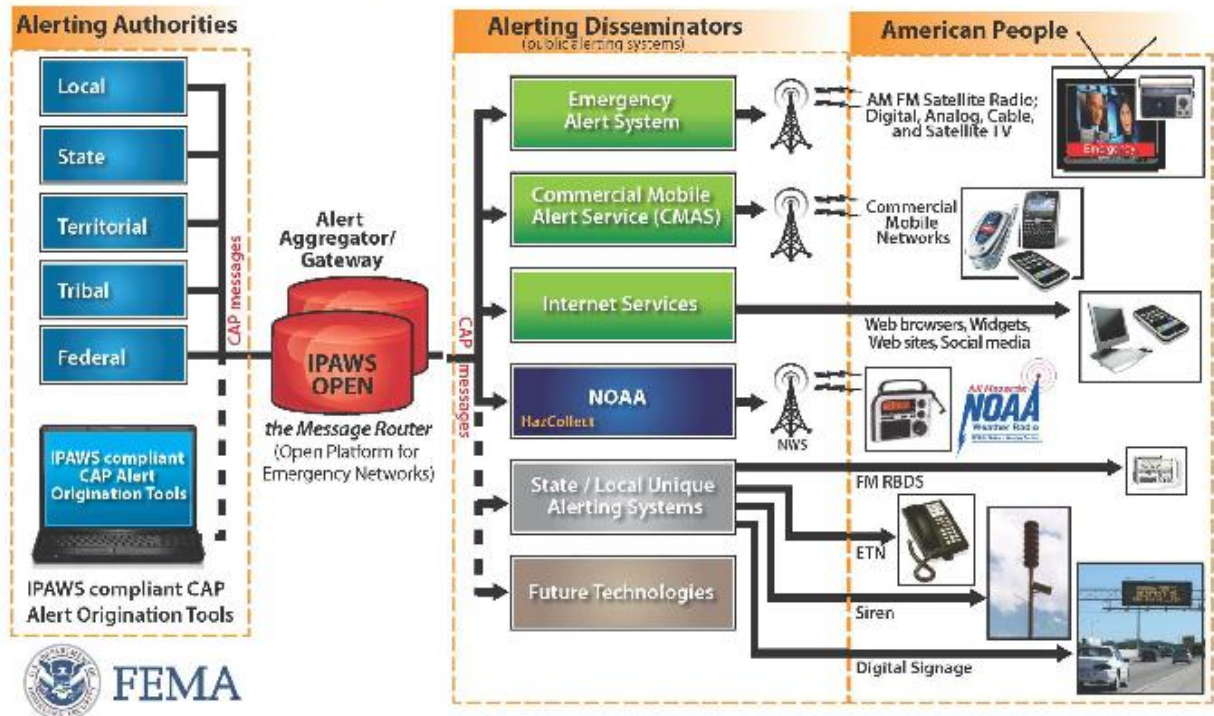 Alerting Authorities
Local
State
Territorial
Tribal
Federal
CAP messages
IPAWS compliant
CAP Alert
Origination Tools
IPAWS compliant CAP
Alert Origination Tools
FEMA
Alert
Aggregator/
Gateway
IPAWS
OPEN
the Message Router
(Open Platform for
Emergency Networks)
CAP messages
Alerting Disseminators
(public alerting systems)
Emergency
Alert System
Commercial Mobile
Alert Service (CMAS)
Internet Services
NOAA
HazCollect
NWS
State / Local Unique
Alerting Systems
Future Technologies
American People
AM FM Satellite Radio;
Digital, Analog, Cable,
and Satellite TV
Emergency
Commercial
Mobile
Networks
Web browsers, Widgets,
Web sites, Social media
All Hazards
NOAA
Weather Radio
FM RBDS
ETN
Siren
Digital Signage